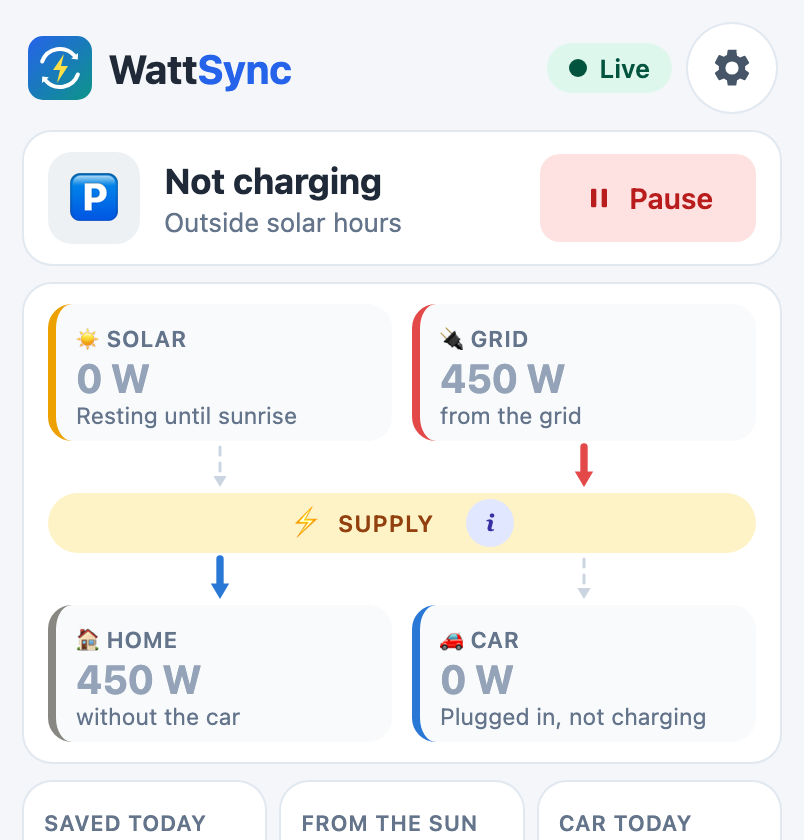 WattSync
Live
P
Not charging
Outside solar hours
Pause
SOLAR
0 W
Resting until sunrise
GRID
450 W
from the grid
SUPPLY
i
HOME
450 W
without the car
CAR
0 W
Plugged in, not charging
SAVED TODAY
FROM THE SUN
CAR TODAY